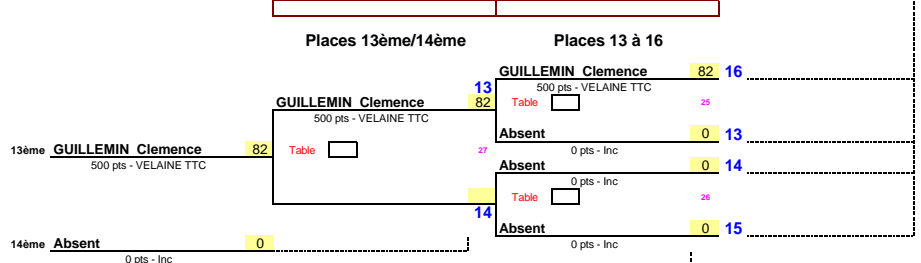 Places 13ème/14ème Places 13 à 16
GUILLEMIN Clemence 82 16
500 pts - VELAINE TTC
13
GUILLEMIN Clemence 82 Table 25
500 pts - VELAINE TTC
Absent 0 13
0 pts - Inc
13ème GUILLEMIN Clemence 82 Table 27
500 pts - VELAINE TTC
Absent 0 14
0 pts - Inc
Table 26
14
Absent 0 15
0 pts - Inc
14ème Absent 0
0 pts - Inc